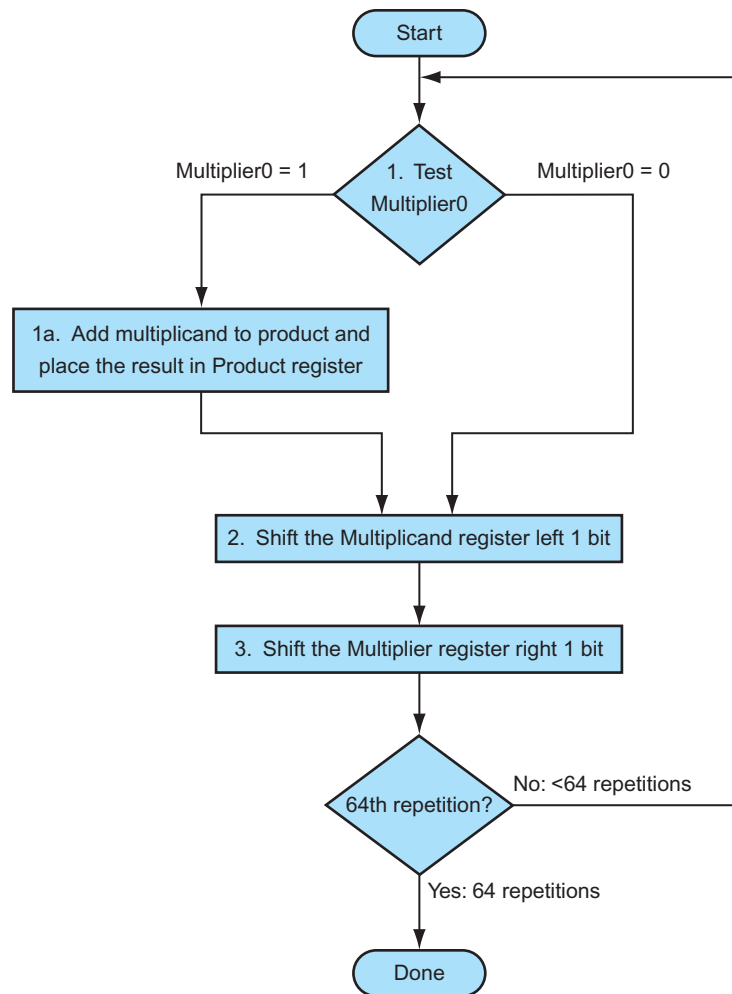 Start
Multiplier0 = 1
1. Test
Multiplier0
Multiplier0 = 0
1a. Add multiplicand to product and
place the result in Product register
2. Shift the Multiplicand register left 1 bit
3. Shift the Multiplier register right 1 bit
64th repetition?
No: <64 repetitions
Yes: 64 repetitions
Done